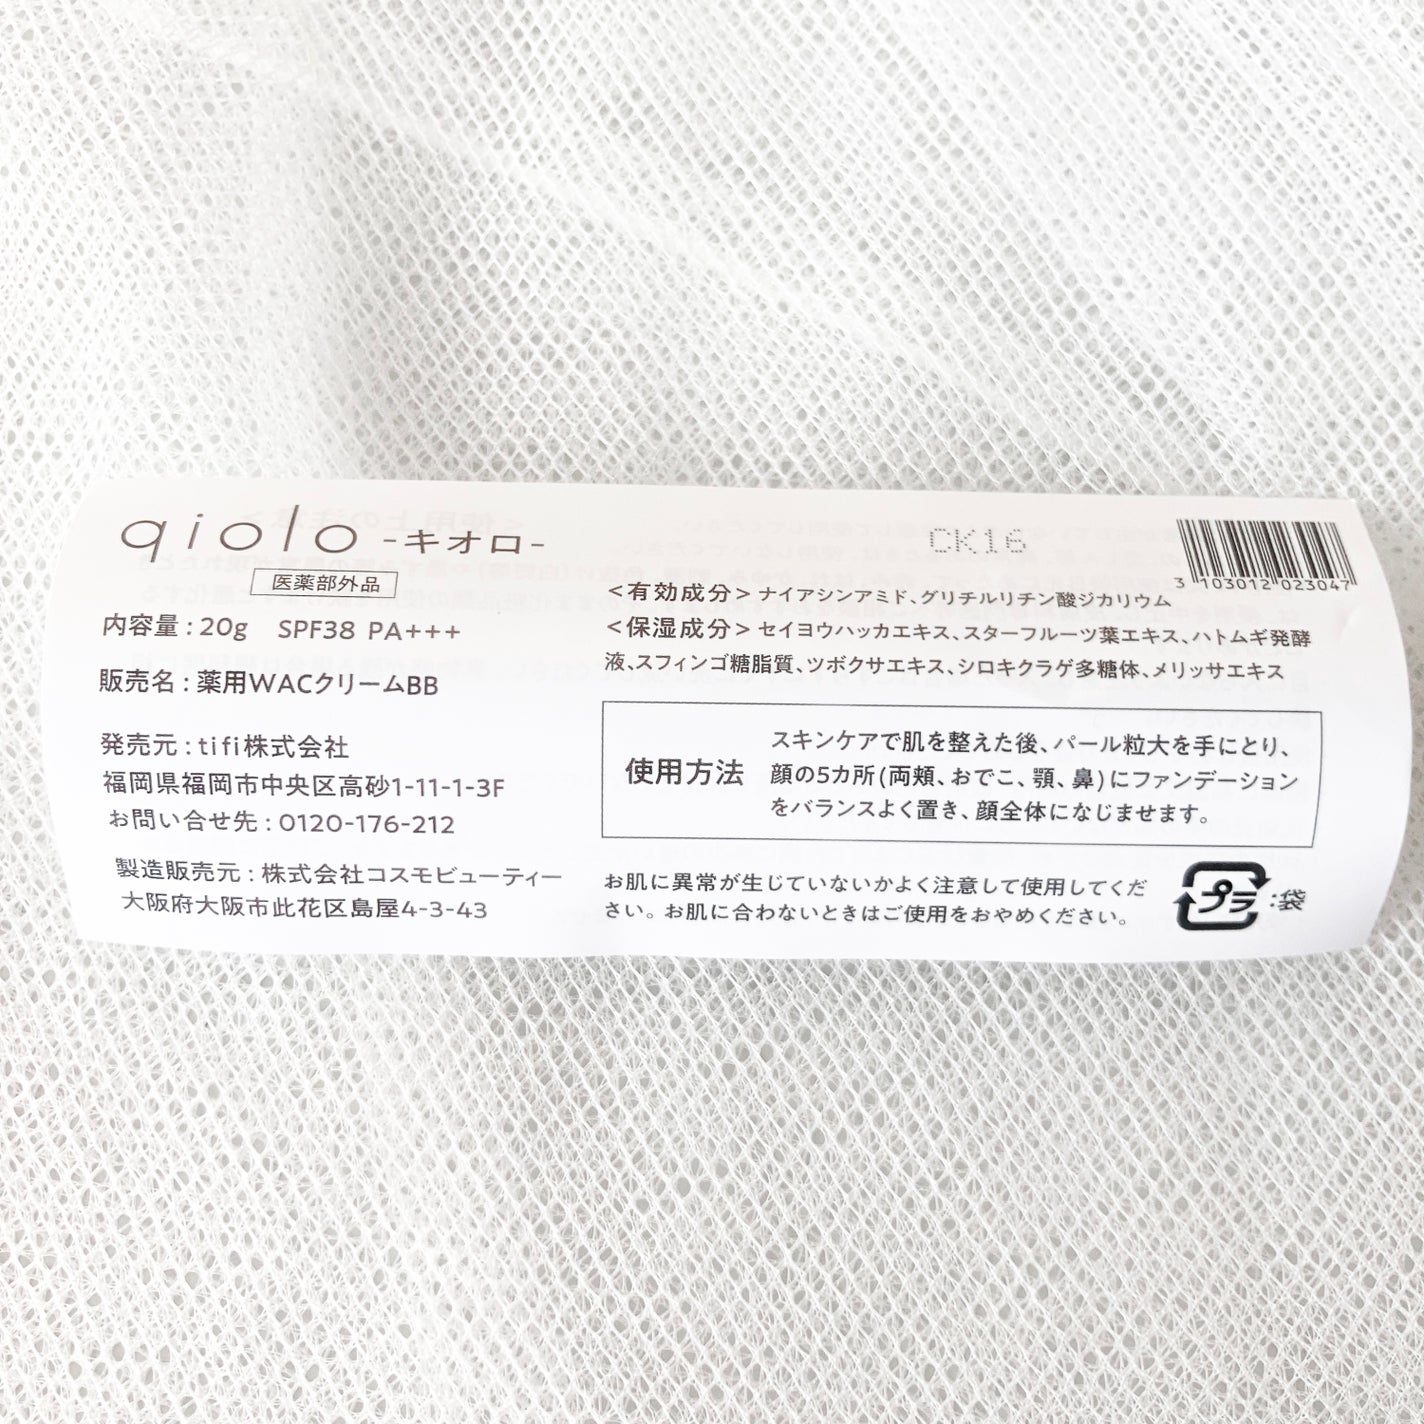 qiolo -キオロ-
医薬部外品
内容量：20g SPF38 PA+++
販売名：薬用WACクリームBB
発売元：tifi株式会社
福岡県福岡市中央区高砂1-11-1-3F
お問い合せ先：0120-176-212
製造販売元：株式会社コスモビューティー
大阪府大阪市此花区島屋4-3-43
CK16
3 103012 023047
<有効成分>ナイアシンアミド、グリチルリチン酸ジカリウム
<保湿成分>セイヨウハッカエキス、スターフルーツ葉エキス、ハトムギ発酵
液、スフィンゴ糖脂質、ツボクサエキス、シロキクラゲ多糖体、メリッサエキス
使用方法
スキンケアで肌を整えた後、パール粒大を手にとり、
顔の5カ所(両頬、おでこ、顎、鼻)にファンデーション
をバランスよく置き、顔全体になじませます。
お肌に異常が生じていないかよく注意して使用してくだ
さい。お肌に合わないときはご使用をおやめください。
プラ：袋